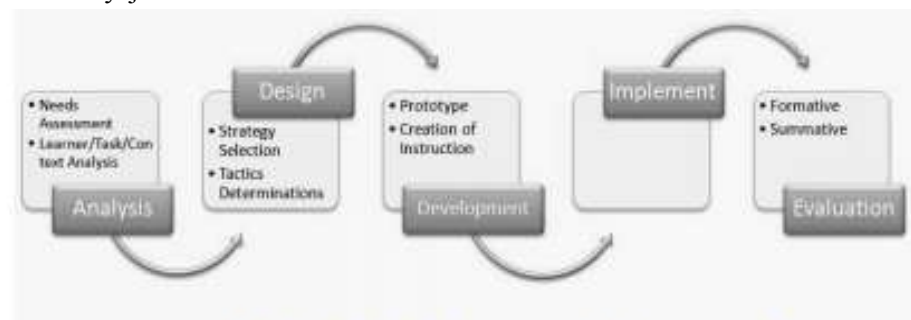 • Needs
Assessment
• Learner/Task/Con
text Analysis
Analysis
Design
• Strategy
Selection
• Tactics
Determinations
• Prototype
• Creation of
Instruction
Development
Implement
• Formative
• Summative
Evaluation